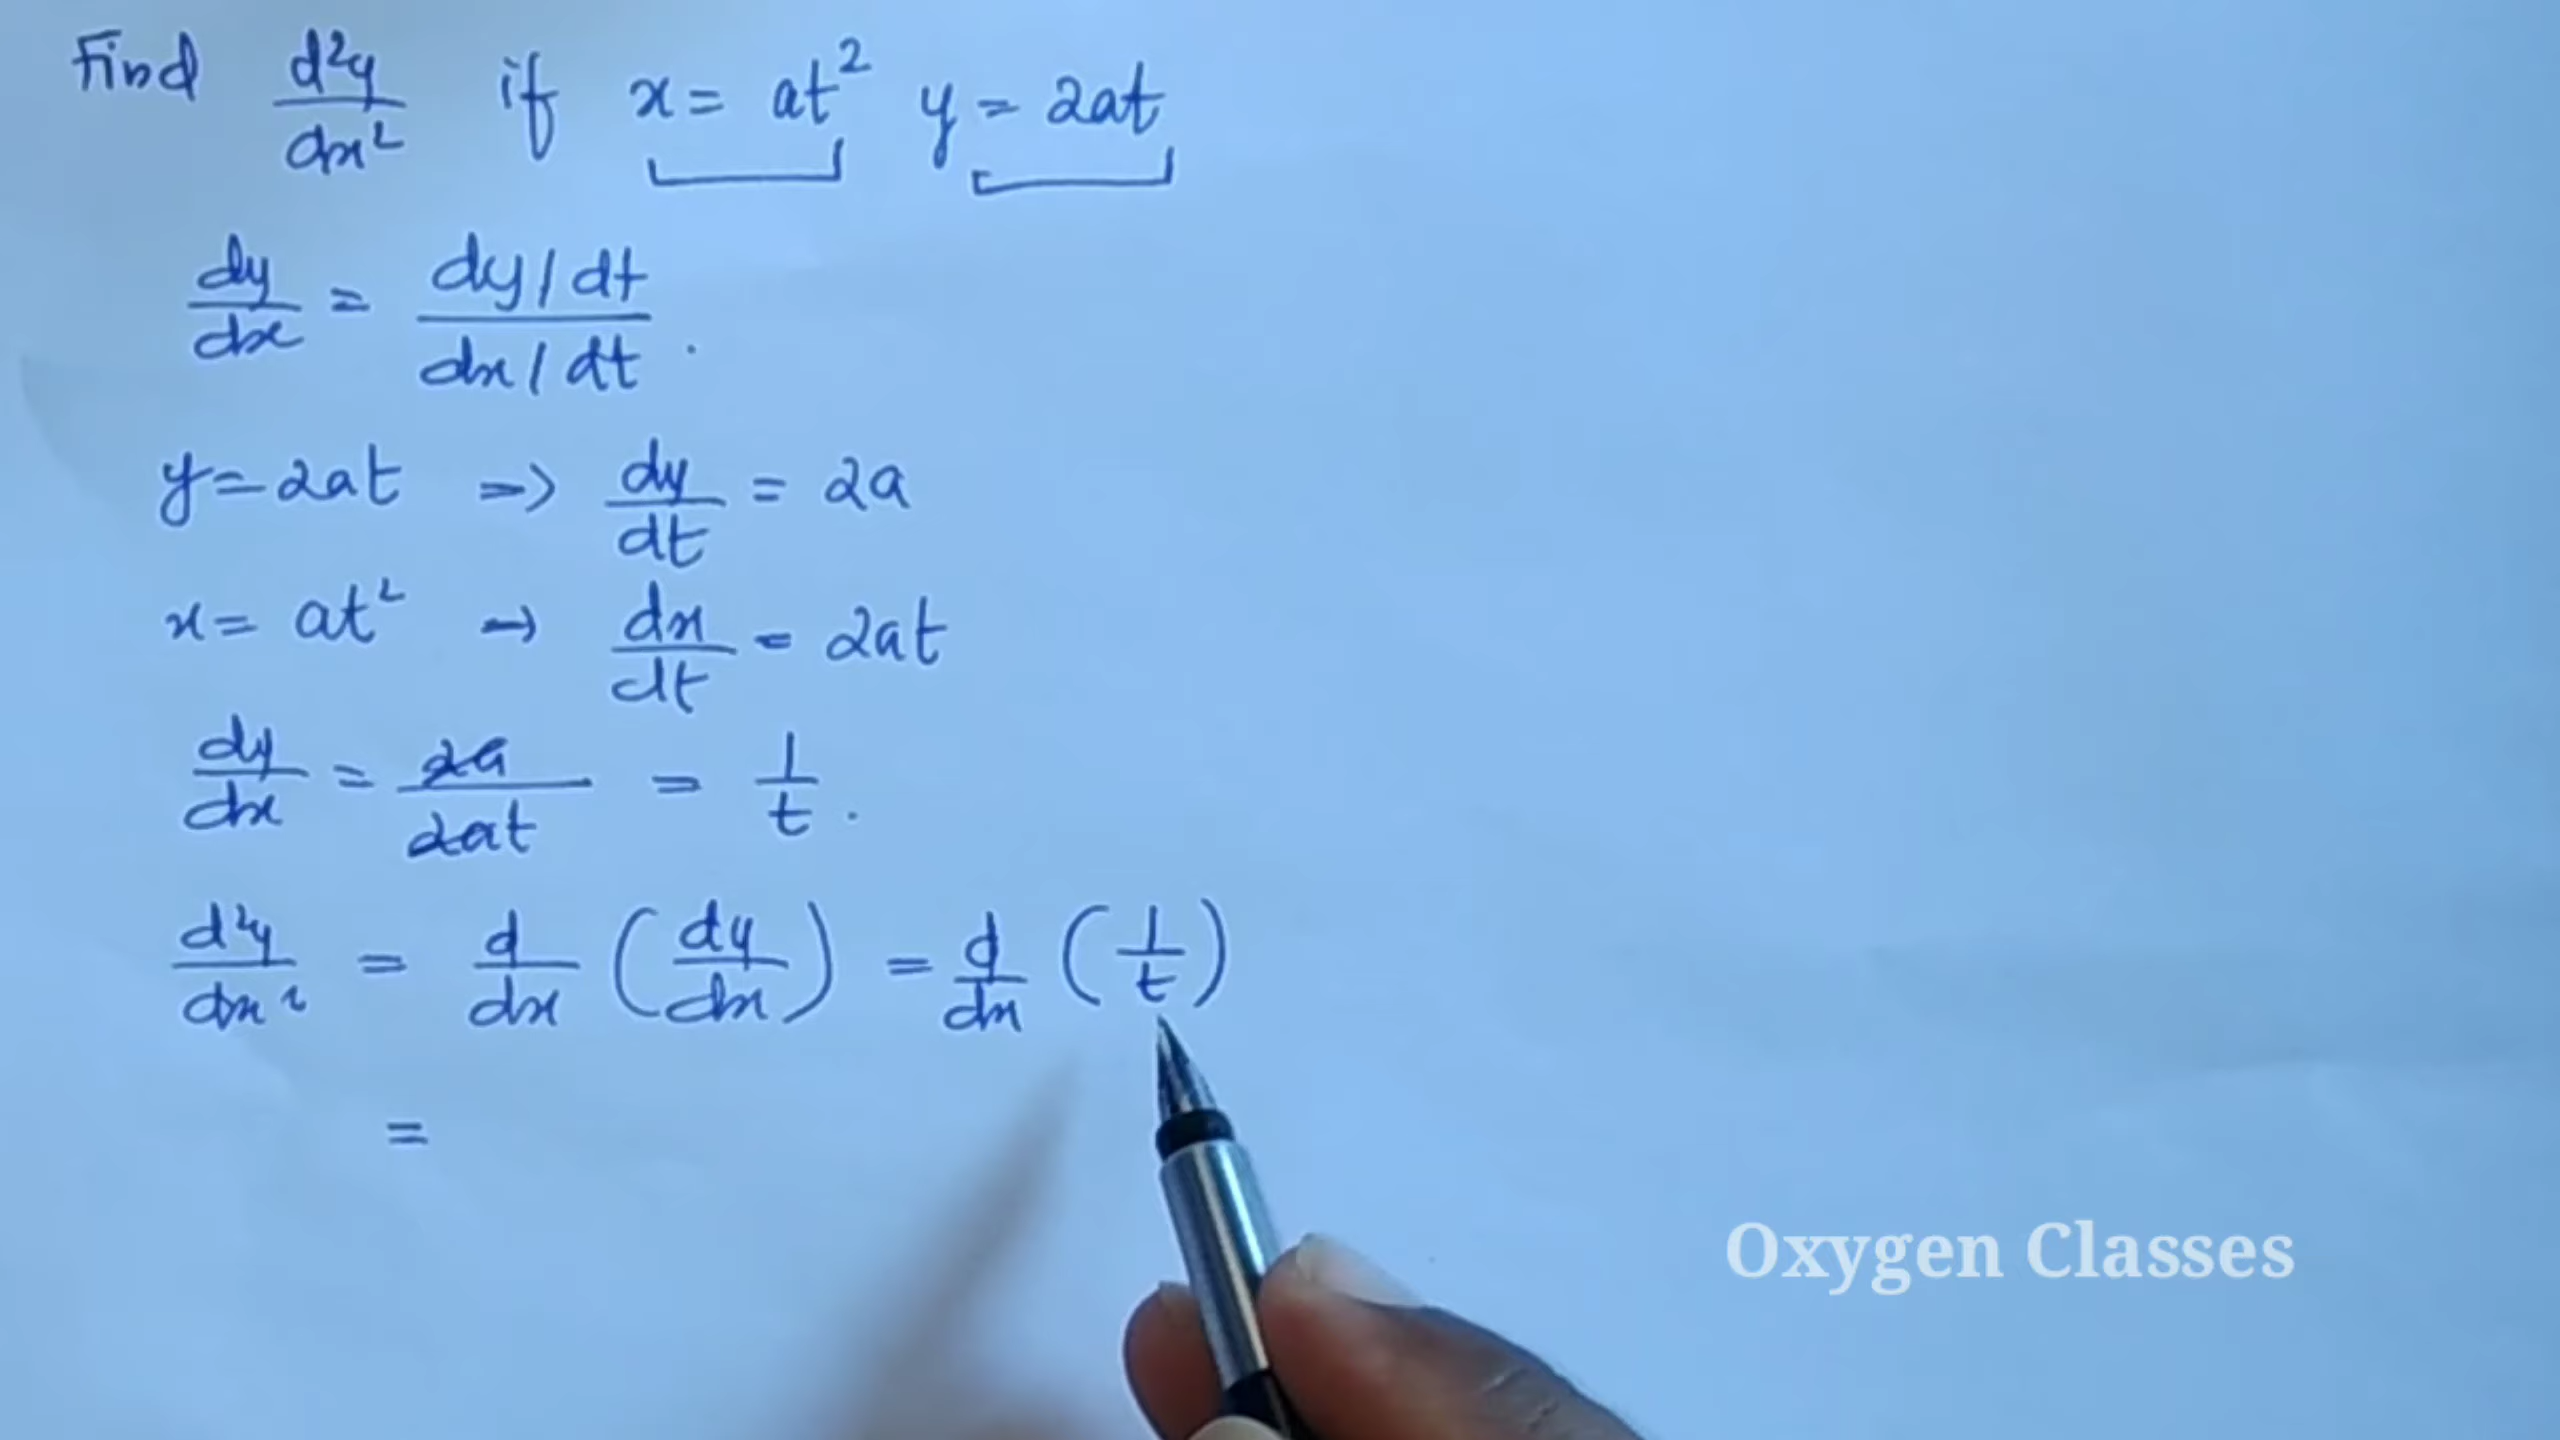 Find d²y/dx² if x = at² y = 2at
dy/dx = (dy/dt)/(dx/dt).
y = 2at => dy/dt = 2a
x = at² → dx/dt = 2at
dy/dx = 2a/2at = 1/t.
d²y/dx² = d/dx (dy/dx) = d/dx (1/t)
=
Oxygen Classes